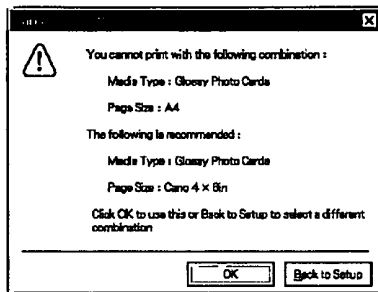 You cannot print with the following combination :
Media Type : Glossy Photo Cards
Page Size : A4
The following is recommended :
Media Type : Glossy Photo Cards
Page Size : 4 × 6in
Click OK to use this or Back to Setup to select a different
combination
OK
Back to Setup